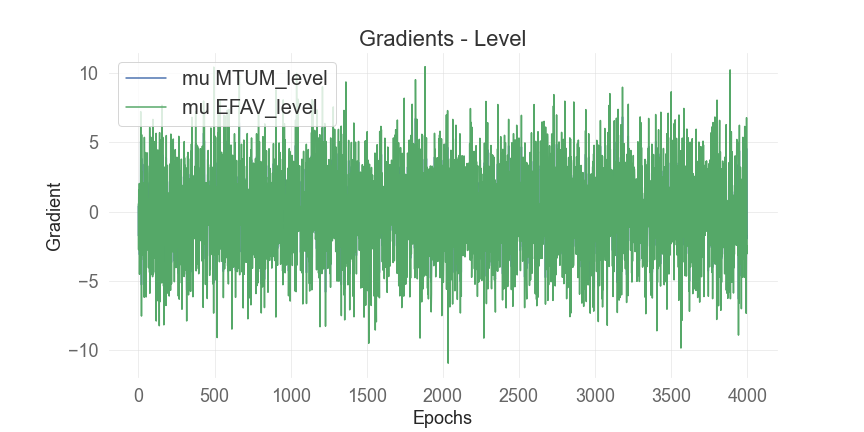 Gradients - Level
mu MTUM_level
mu EFAV_level
10
5
0
−5
−10
Gradient
0 500 1000 1500 2000 2500 3000 3500 4000
Epochs